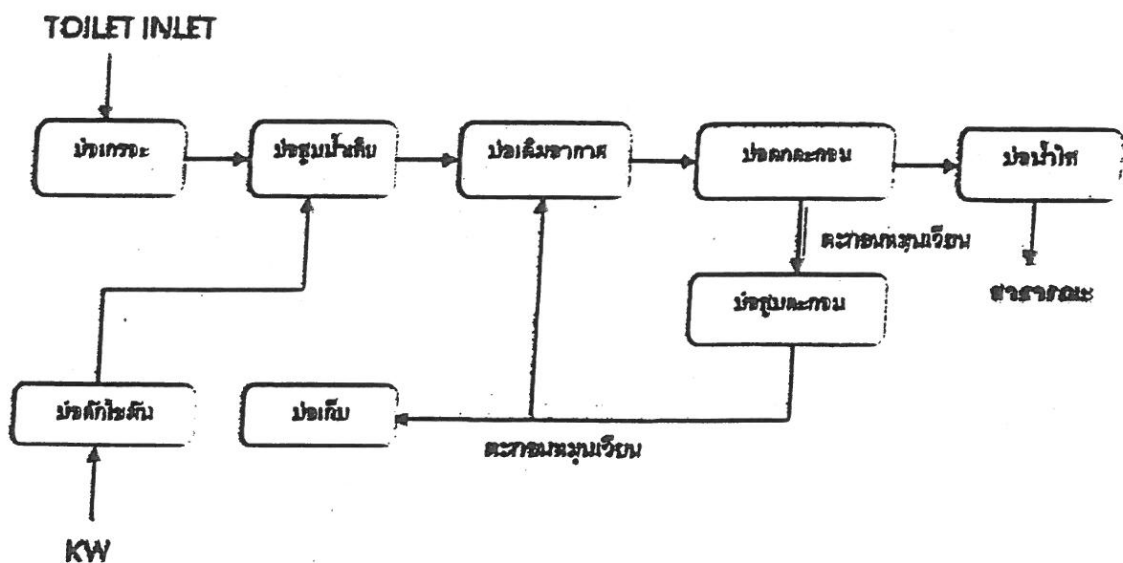 TOILET INLET
บ่อเกรอะ
บ่อสูบน้ำเสีย
บ่อเติมอากาศ
บ่อตกตะกอน
บ่อน้ำใส
ตะกอนหมุนเวียน
บ่อสูบตะกอน
สาธารณะ
บ่อดักไขมัน
บ่อเก็บ
ตะกอนหมุนเวียน
KW